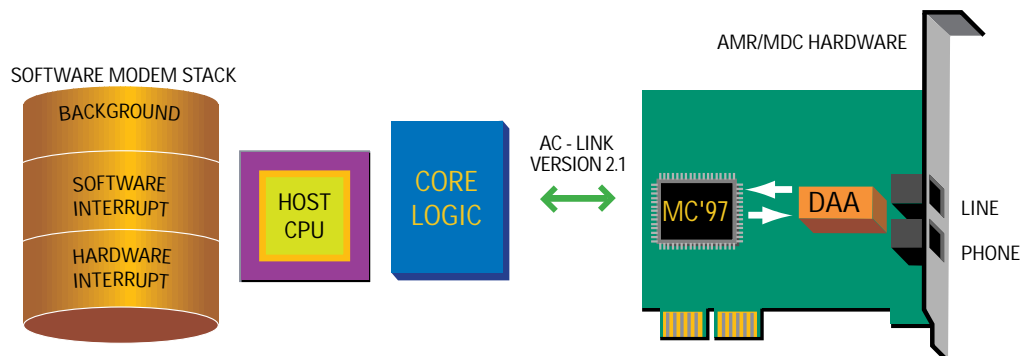 SOFTWARE MODEM STACK
BACKGROUND
SOFTWARE
INTERRUPT
HARDWARE
INTERRUPT
HOST
CPU
CORE
LOGIC
AC - LINK
VERSION 2.1
AMR/MDC HARDWARE
MC'97
DAA
LINE
PHONE